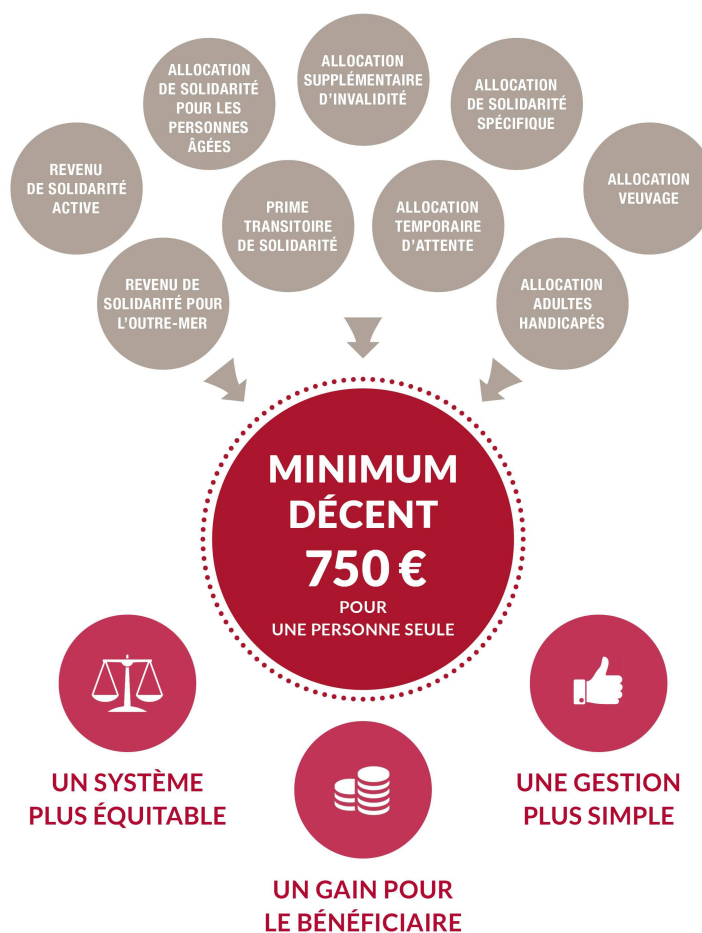 ALLOCATION
SUPPLÉMENTAIRE
D'INVALIDITÉ
ALLOCATION
DE SOLIDARITÉ
POUR LES
PERSONNES
ÂGÉES
ALLOCATION
DE SOLIDARITÉ
SPÉCIFIQUE
REVENU
DE SOLIDARITÉ
ACTIVE
PRIME
TRANSITOIRE
DE SOLIDARITÉ
ALLOCATION
TEMPORAIRE
D'ATTENTE
ALLOCATION
VEUVAGE
REVENU DE
SOLIDARITÉ POUR
L'OUTRE-MER
ALLOCATION
ADULTES
HANDICAPÉS
MINIMUM
DÉCENT
750 €
POUR
UNE PERSONNE SEULE
UN SYSTÈME
PLUS ÉQUITABLE
UNE GESTION
PLUS SIMPLE
UN GAIN POUR
LE BÉNÉFICIAIRE